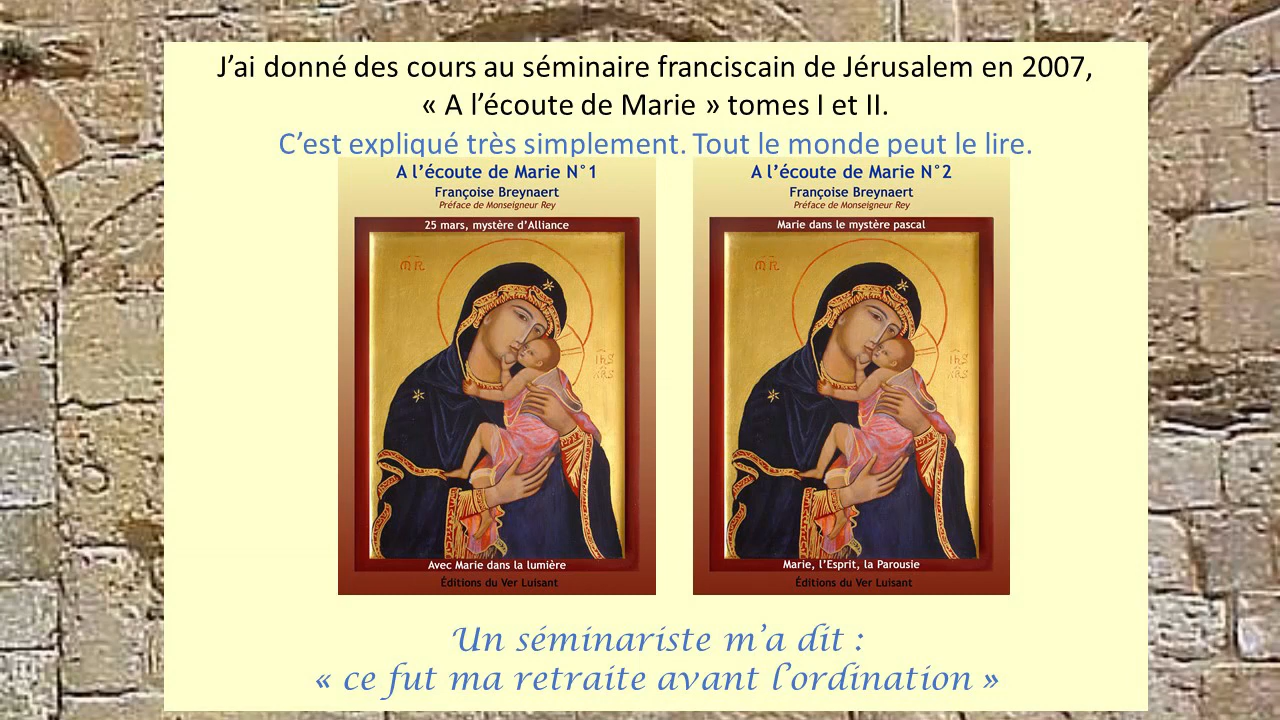 J’ai donné des cours au séminaire franciscain de Jérusalem en 2007,
« A l’écoute de Marie » tomes I et II.
C’est expliqué très simplement. Tout le monde peut le lire.
A l’écoute de Marie N°1
Françoise Breynaert
Préface de Monseigneur Rey
25 mars, mystère d’Alliance
Avec Marie dans la lumière
Éditions du Ver Luisant
A l’écoute de Marie N°2
Françoise Breynaert
Préface de Monseigneur Rey
Marie dans le mystère pascal
Marie, l’Esprit, la Parousie
Éditions du Ver Luisant
Un séminariste m’a dit :
« ce fut ma retraite avant l’ordination »